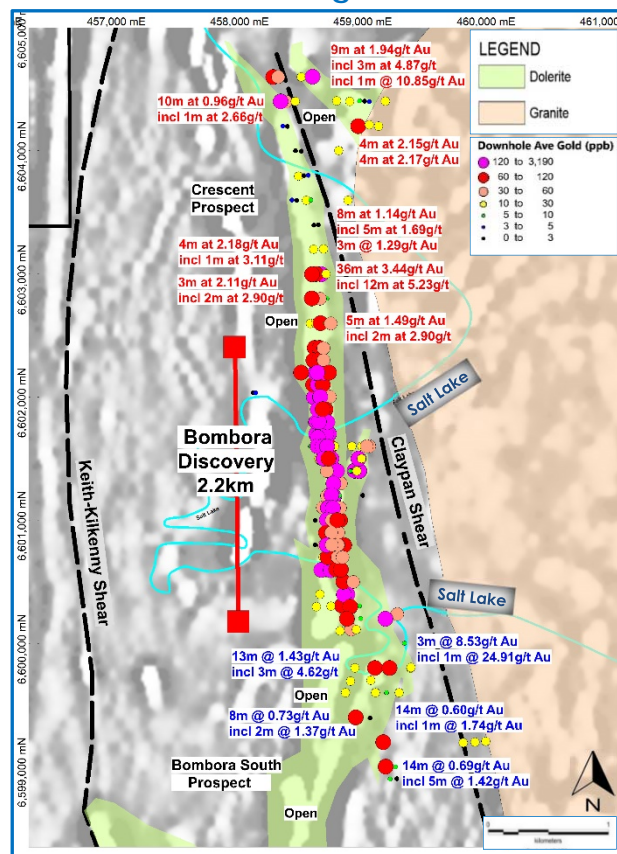 457,000 mE
458,000 mE
459,000 mE
460,000 mE
461,0
6,605,000
6,604,000 mN
6,603,000 mN
6,602,000 mN
6,601,000 mN
6,600,000 mN
6,599,000 mN
9m at 1.94g/t Au
incl 3m at 4.87g/t
incl 1m @ 10.85g/t
10m at 0.96g/t Au
incl 1m at 2.66g/t
Open
4m at 2.15g/t Au
4m at 2.17g/t Au
Crescent
Prospect
8m at 1.14g/t Au
incl 5m at 1.69g/t
3m @ 1.29g/t Au
4m at 2.18g/t Au
incl 1m at 3.11g/t
3m at 2.11g/t Au
incl 2m at 2.90g/t
36m at 3.44g/t Au
incl 12m at 5.23g/t
Open
5m at 1.49g/t Au
incl 2m at 2.90g/t
Salt Lake
Bombora
Discovery
2.2km
Keith-Kilkenny Shear
Claypan Shear
Salt Lake
Salt Lake
3m @ 8.53g/t Au
incl 1m @ 24.91g/t Au
13m @ 1.43g/t Au
incl 3m @ 4.62g/t
Open
8m @ 0.73g/t Au
incl 2m @ 1.37g/t Au
14m @ 0.60g/t Au
incl 1m @ 1.74g/t Au
Bombora South
Prospect
14m @ 0.69g/t Au
incl 5m @ 1.42g/t Au
Open
LEGEND
Dolerite
Granite
Downhole Ave Gold (ppb)
120 to 3,190
60 to 120
30 to 60
10 to 30
5 to 10
3 to 5
0 to 3
N
0
1
kilometers